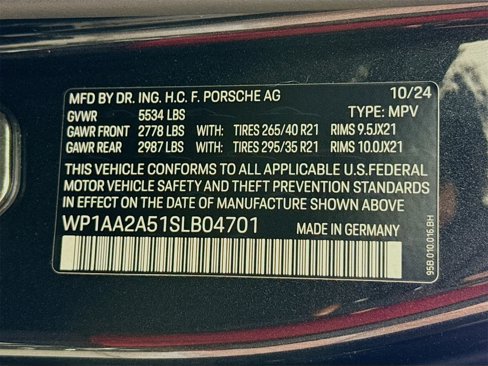 MFD BY DR. ING. H.C. F. PORSCHE AG 10/24
GVWR 5534 LBS TYPE: MPV
GAWR FRONT 2778 LBS WITH: TIRES 265/40 R21 RIMS 9.5JX21
GAWR REAR 2987 LBS WITH: TIRES 295/35 R21 RIMS 10.0JX21
THIS VEHICLE CONFORMS TO ALL APPLICABLE U.S.FEDERAL
MOTOR VEHICLE SAFETY AND THEFT PREVENTION STANDARDS
IN EFFECT ON THE DATE OF MANUFACTURE SHOWN ABOVE.
WP1AA2A51SLB04701 MADE IN GERMANY
95B.010.016.BH